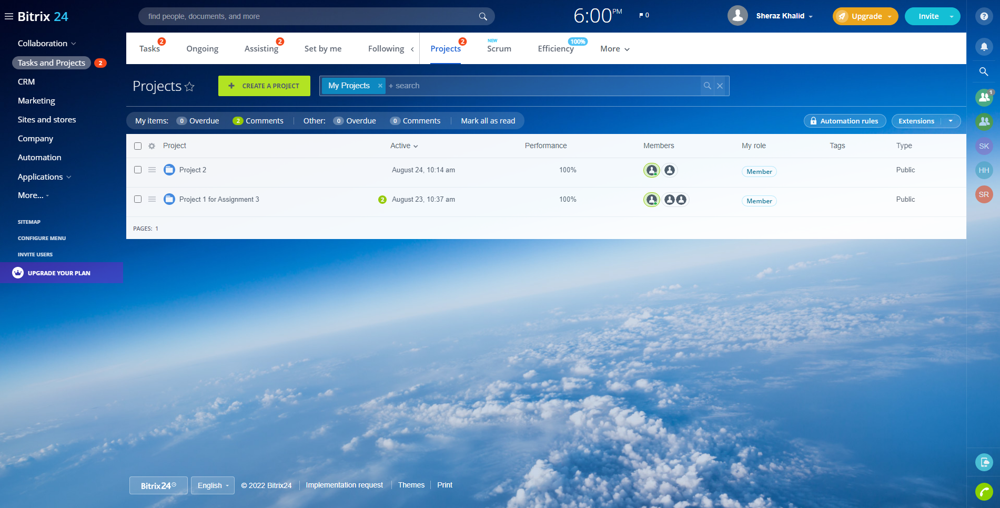 Bitrix 24
find people, documents, and more
6:00 PM
0
Sheraz Khalid
Upgrade
Invite
?
Collaboration
Tasks and Projects 2
CRM
Marketing
Sites and stores
Company
Automation
Applications
More...
SITEMAP
CONFIGURE MENU
INVITE USERS
UPGRADE YOUR PLAN
Tasks 2
Ongoing
Assisting 2
Set by me
Following
Projects 2
NEW
Scrum
Efficiency 100%
More
Projects
+ CREATE A PROJECT
My Projects ×
+ search
My items: 0 Overdue 2 Comments Other: 0 Overdue 0 Comments Mark all as read
Automation rules
Extensions
Project Active Performance Members My role Tags Type
Project 2 August 24, 10:14 am 100% Member Public
Project 1 for Assignment 3 2 August 23, 10:37 am 100% Member Public
PAGES: 1
1
SK
HH
SR
Bitrix24
English
© 2022 Bitrix24
Implementation request
Themes
Print